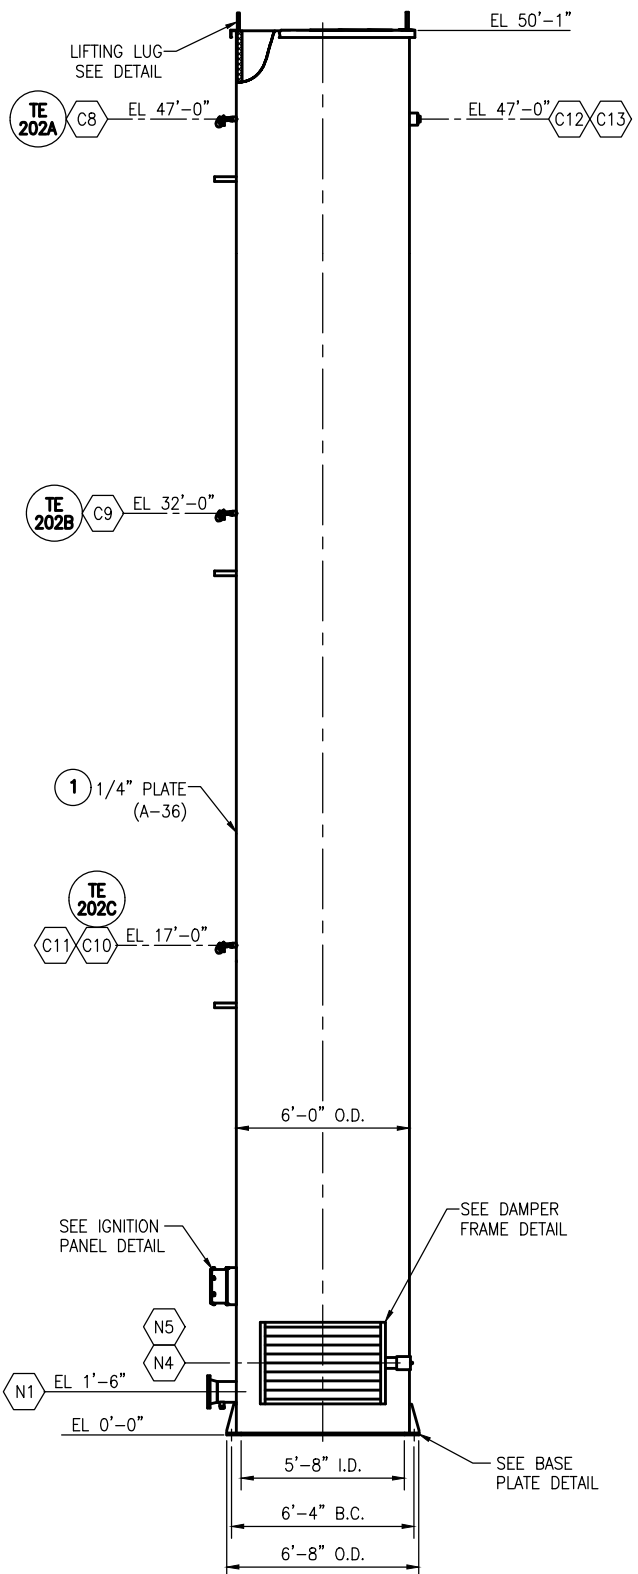 EL 50'-1"
LIFTING LUG
SEE DETAIL
TE
202A
C8
EL 47'-0"
EL 47'-0"
C12
C13
TE
202B
C9
EL 32'-0"
1
1/4" PLATE
(A-36)
TE
202C
C11
C10
EL 17'-0"
6'-0" O.D.
SEE IGNITION
PANEL DETAIL
SEE DAMPER
FRAME DETAIL
N5
N4
N1
EL 1'-6"
EL 0'-0"
5'-8" I.D.
SEE BASE
PLATE DETAIL
6'-4" B.C.
6'-8" O.D.